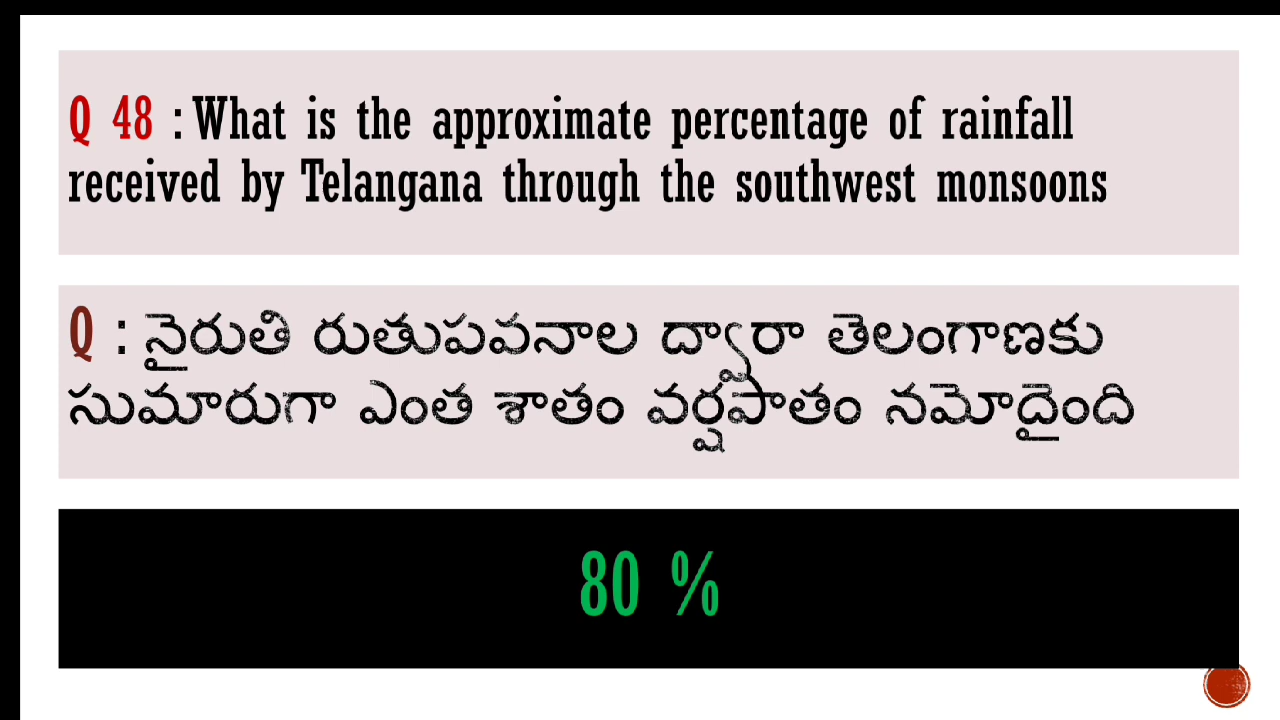 Q 48 : What is the approximate percentage of rainfall
received by Telangana through the southwest monsoons
Q : నైరుతి రుతుపవనాల ద్వారా తెలంగాణకు
సుమారుగా ఎంత శాతం వర్షపాతం నమోదైంది
80 %